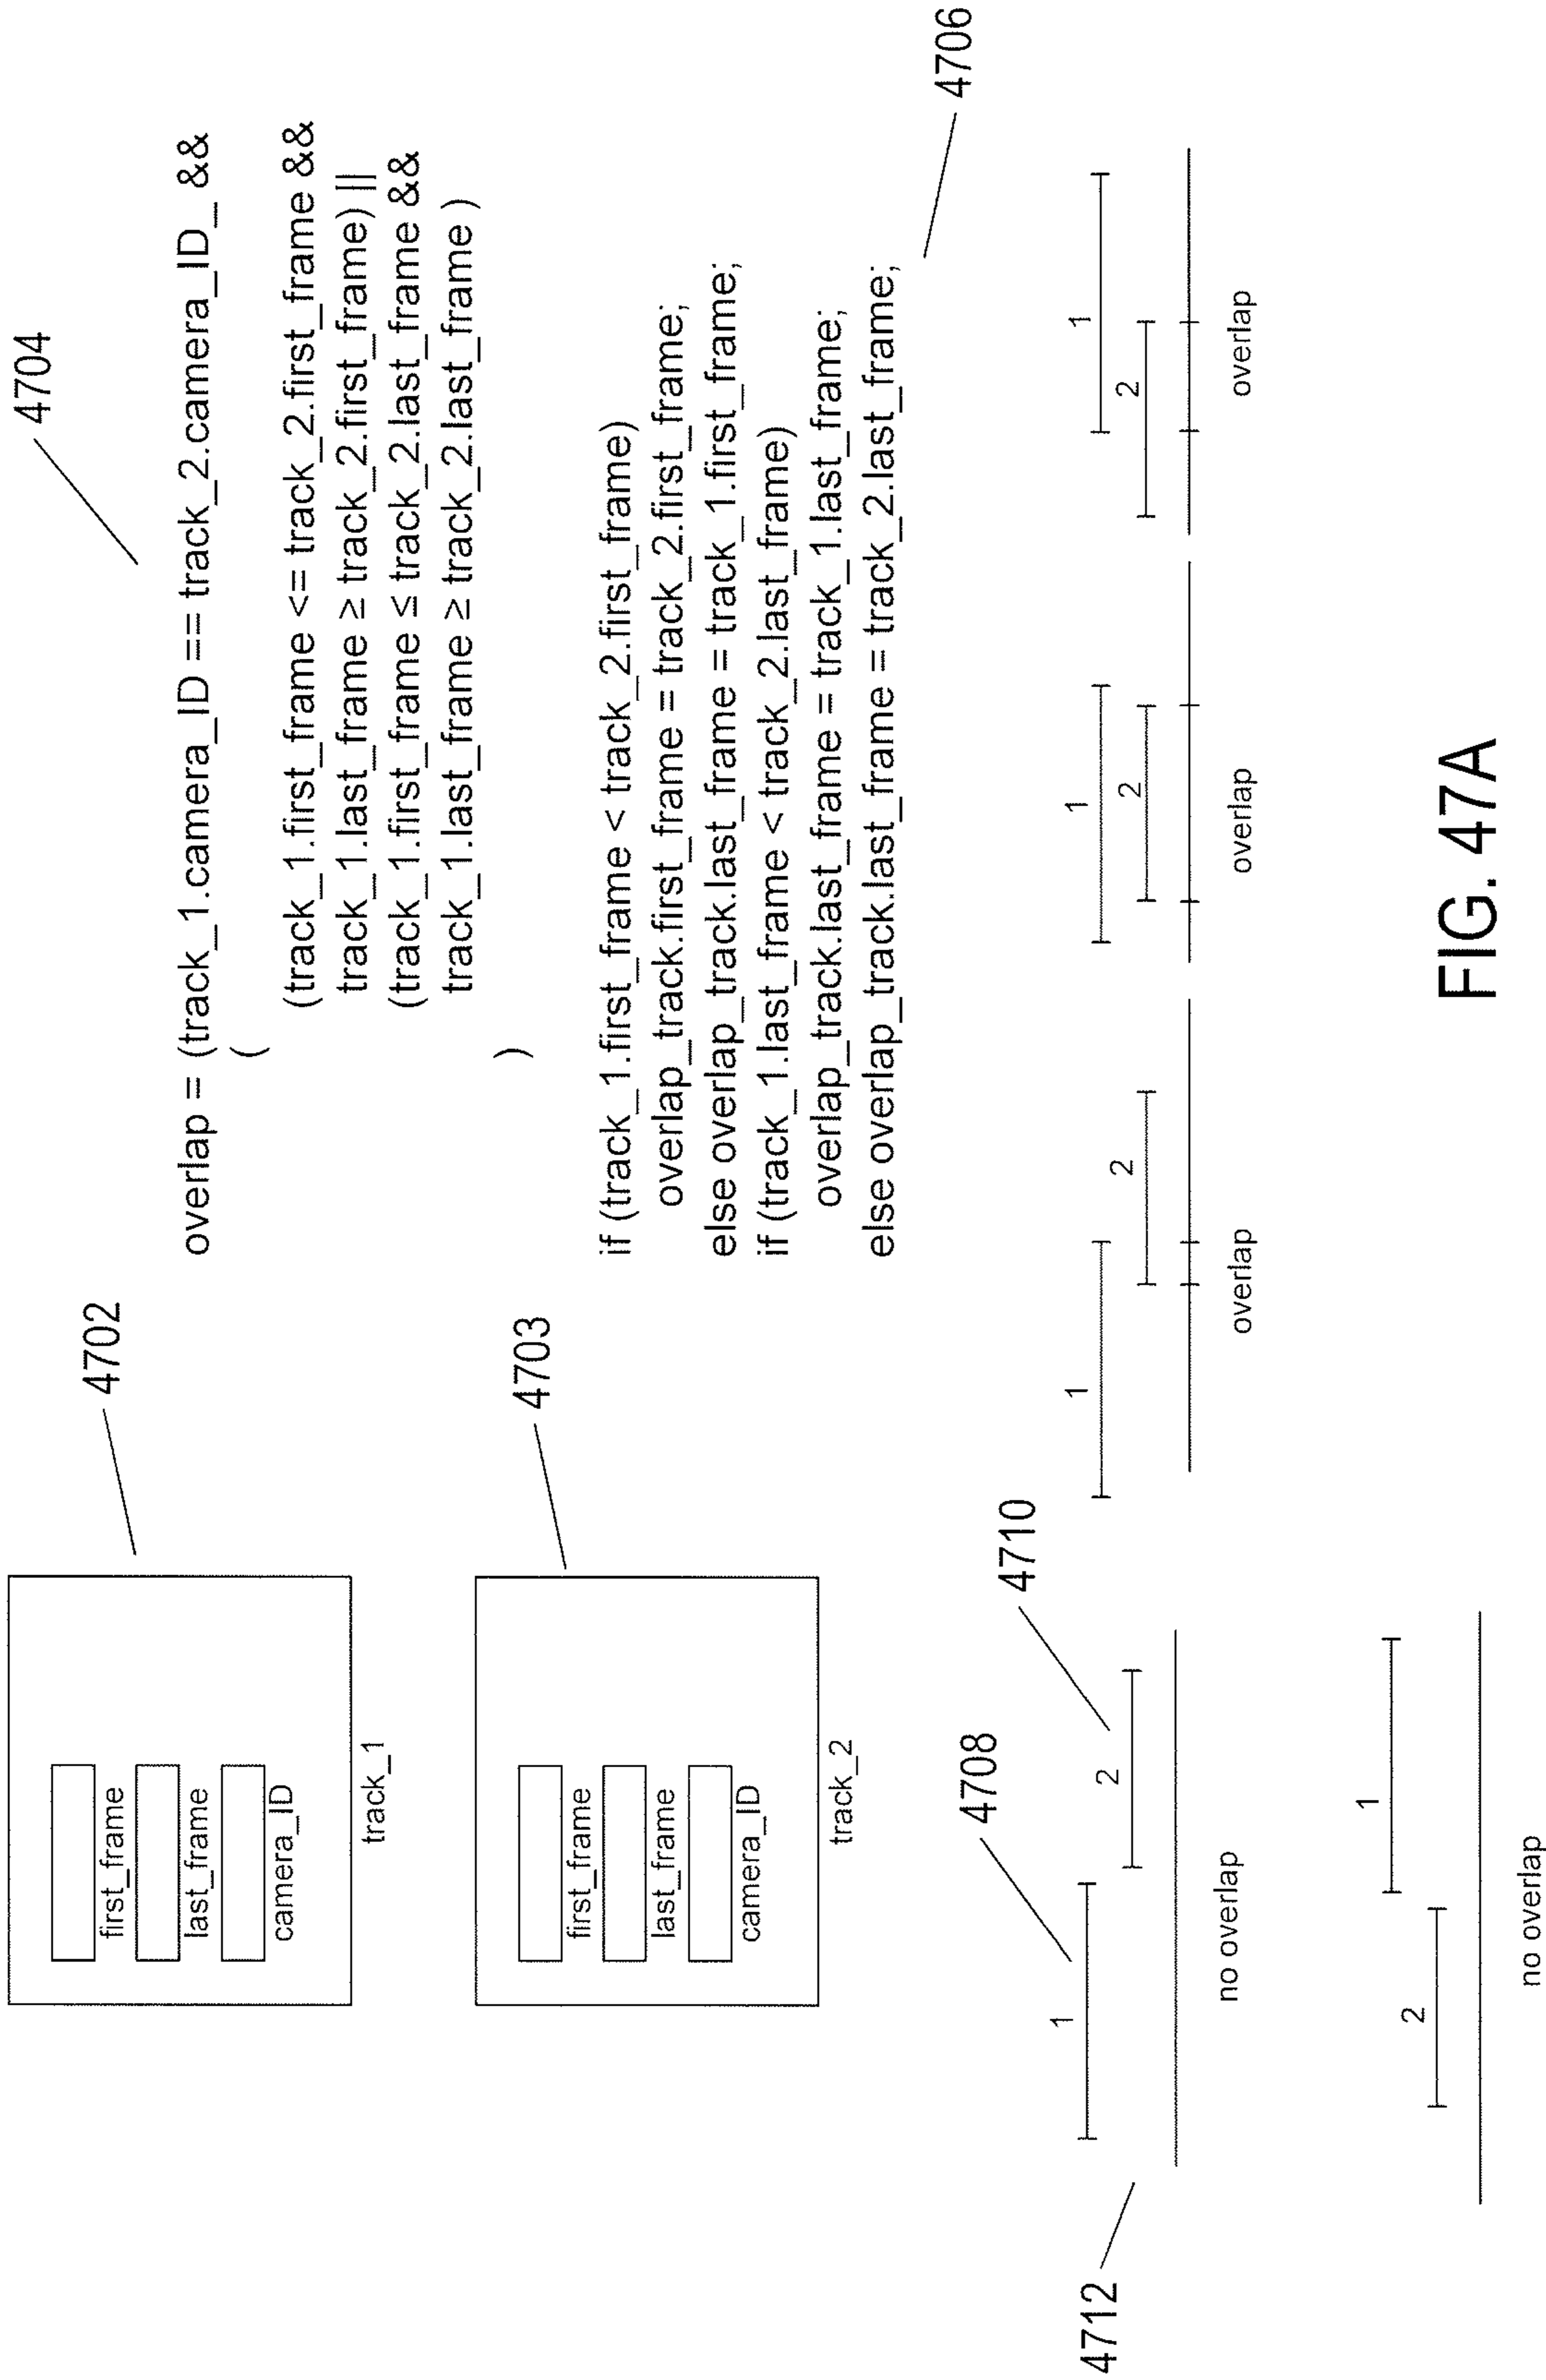 4702
first_frame
last_frame
camera_ID
track_1
4703
first_frame
last_frame
camera_ID
track_2
4704
overlap = (track_1.camera_ID == track_2.camera_ID_ &&
(
(track_1.first_frame <= track_2.first_frame &&
track_1.last_frame ≥ track_2.first_frame) ||
(track_1.first_frame ≤ track_2.last_frame &&
track_1.last_frame ≥ track_2.last_frame )
)
if (track_1.first_frame < track_2.first_frame)
overlap_track.first_frame = track_2.first_frame;
else overlap_track.last_frame = track_1.first_frame;
if (track_1.last_frame < track_2.last_frame)
overlap_track.last_frame = track_1.last_frame;
else overlap_track.last_frame = track_2.last_frame;
4706
4712
1
4708
2
4710
no overlap
1
2
overlap
1
2
overlap
1
2
overlap
2
1
no overlap
FIG. 47A